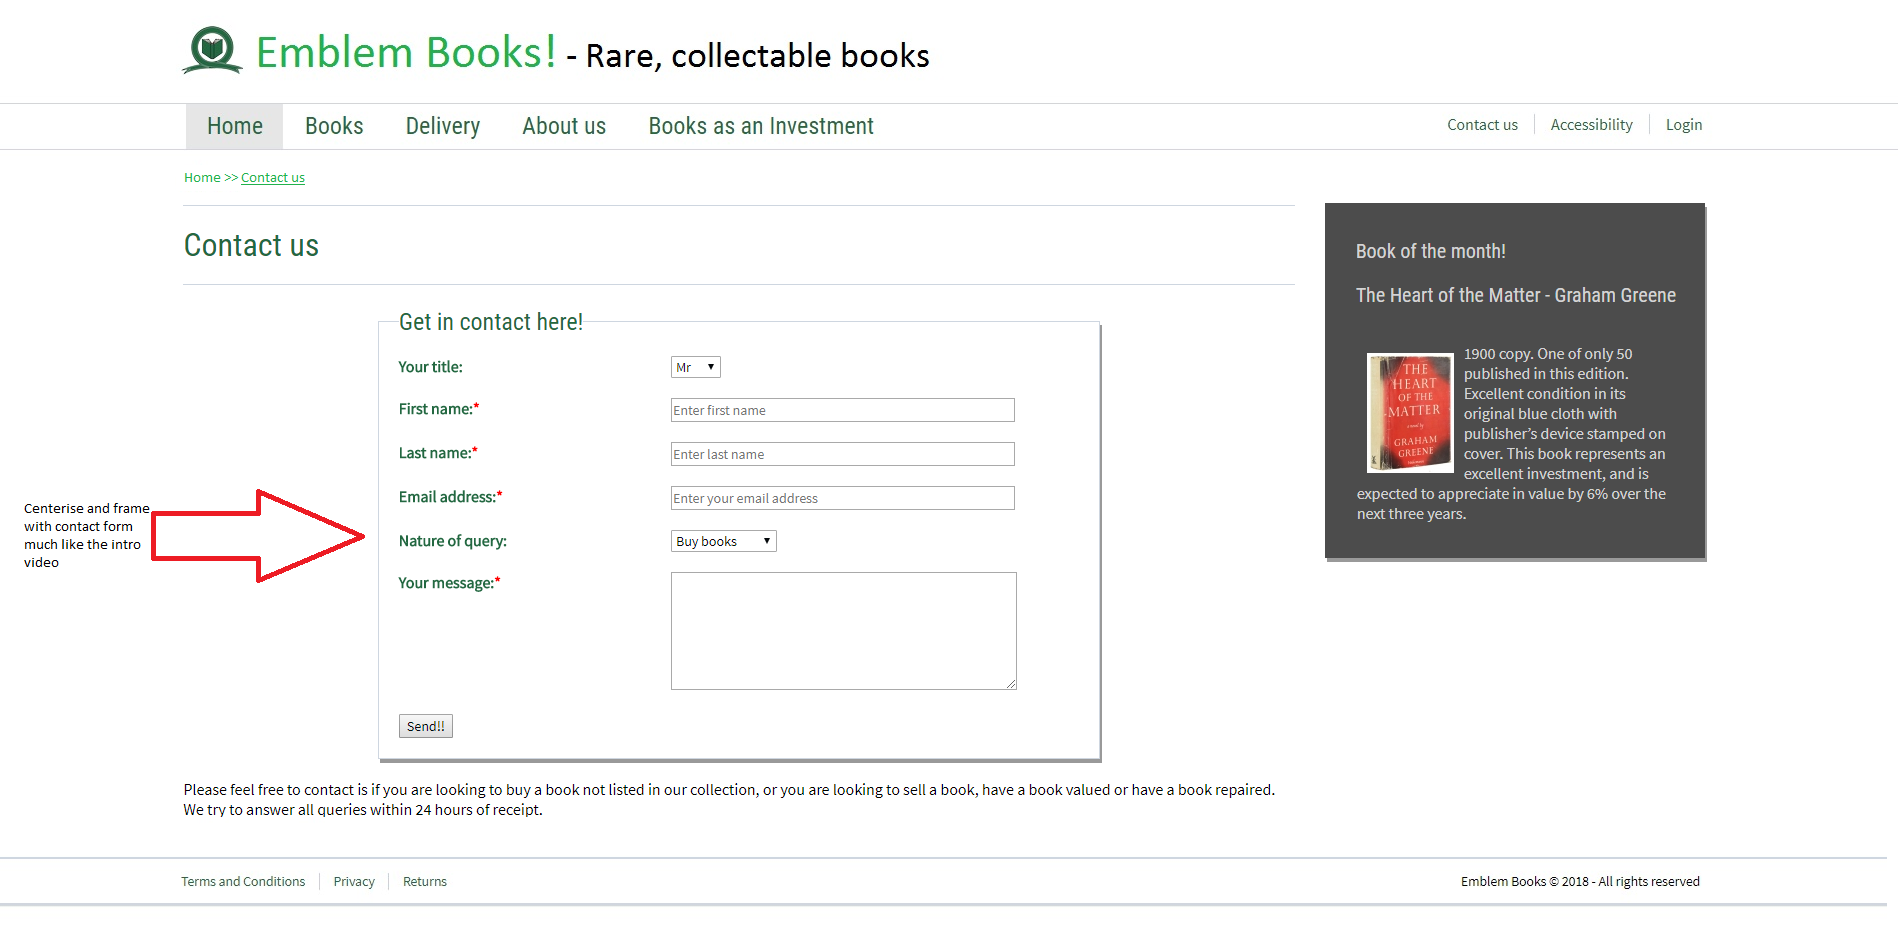 Emblem Books! - Rare, collectable books
Home Books Delivery About us Books as an Investment Contact us Accessibility Login
Home >> Contact us
Contact us
Get in contact here!
Your title: Mr
First name:* Enter first name
Last name:* Enter last name
Email address:* Enter your email address
Nature of query: Buy books
Your message:*
Send!!
Centerise and frame
with contact form
much like the intro
video
Please feel free to contact is if you are looking to buy a book not listed in our collection, or you are looking to sell a book, have a book valued or have a book repaired.
We try to answer all queries within 24 hours of receipt.
Book of the month!
The Heart of the Matter - Graham Greene
THE
HEART
OF THE
MATTER
a novel by
GRAHAM
GREENE
1900 copy. One of only 50
published in this edition.
Excellent condition in its
original blue cloth with
publisher’s device stamped on
cover. This book represents an
excellent investment, and is
expected to appreciate in value by 6% over the
next three years.
Terms and Conditions Privacy Returns Emblem Books © 2018 - All rights reserved